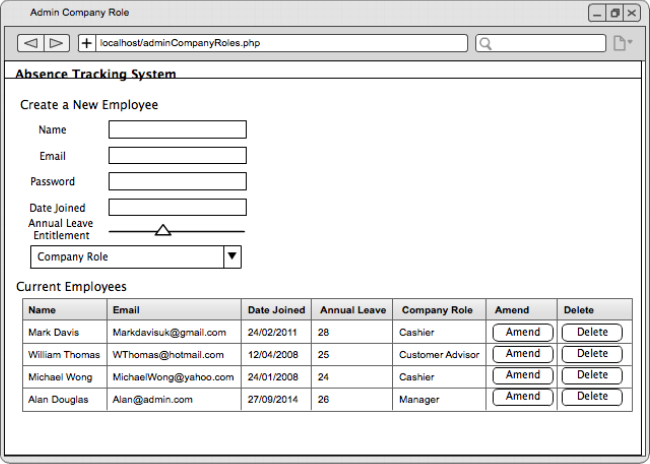 Admin Company Role
localhost/adminCompanyRoles.php
Absence Tracking System
Create a New Employee
Name
Email
Password
Date Joined
Annual Leave
Entitlement
Company Role
Current Employees
Name Email Date Joined Annual Leave Company Role Amend Delete
Mark Davis Markdavisuk@gmail.com 24/02/2011 28 Cashier Amend Delete
William Thomas WThomas@hotmail.com 12/04/2008 25 Customer Advisor Amend Delete
Michael Wong MichaelWong@yahoo.com 24/01/2008 24 Cashier Amend Delete
Alan Douglas Alan@admin.com 27/09/2014 26 Manager Amend Delete